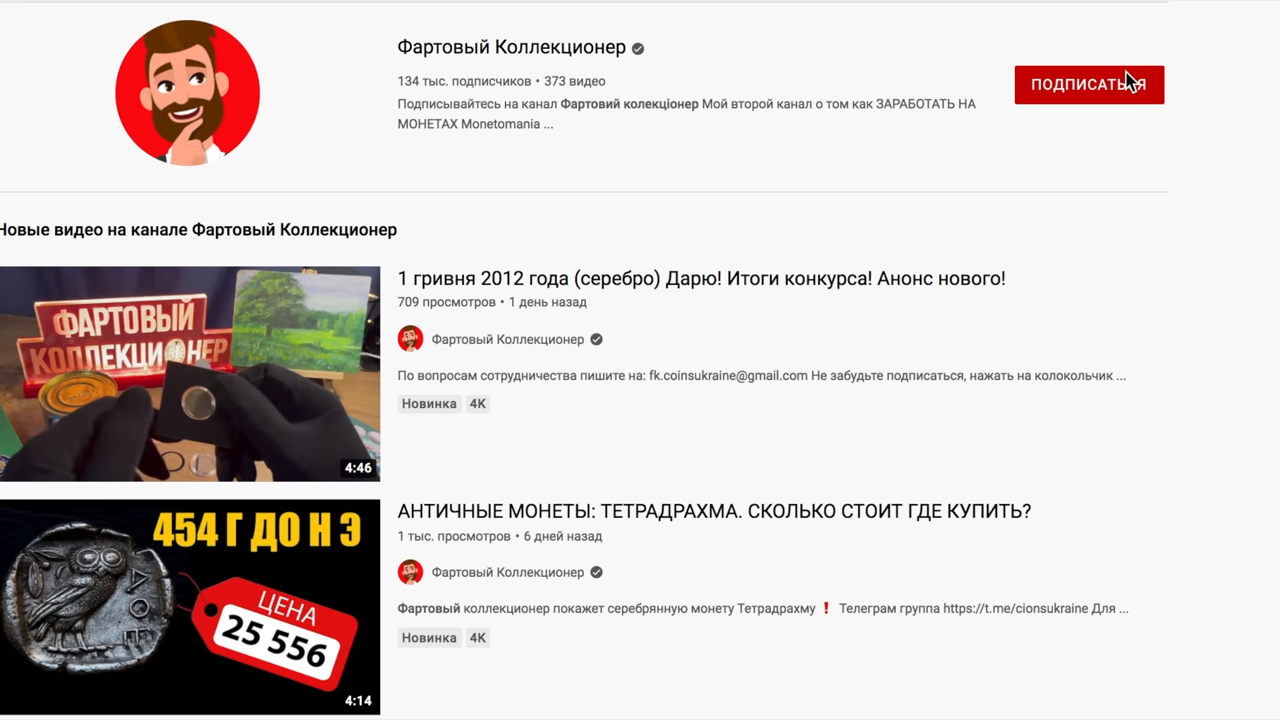 Фартовый Коллекционер
134 тыс. подписчиков • 373 видео
Подписывайтесь на канал Фартовий колекціонер Мой второй канал о том как ЗАРАБОТАТЬ НА
МОНЕТАХ Monetomania ...
ПОДПИСАТЬСЯ
Новые видео на канале Фартовый Коллекционер
ФАРТОВЫЙ
КОЛЛЕКЦИОНЕР
4:46
1 гривня 2012 года (серебро) Дарю! Итоги конкурса! Анонс нового!
709 просмотров • 1 день назад
Фартовый Коллекционер
По вопросам сотрудничества пишите на: fk.coinsukraine@gmail.com Не забудьте подписаться, нажать на колокольчик ...
Новинка 4K
454 Г ДО Н Э
ΑΘΕ
ЦЕНА
25 556
4:14
АНТИЧНЫЕ МОНЕТЫ: ТЕТРАДРАХМА. СКОЛЬКО СТОИТ ГДЕ КУПИТЬ?
1 тыс. просмотров • 6 дней назад
Фартовый Коллекционер
Фартовый коллекционер покажет серебрянную монету Тетрадрахму ❗ Телеграм группа https://t.me/cionsukraine Для ...
Новинка 4K